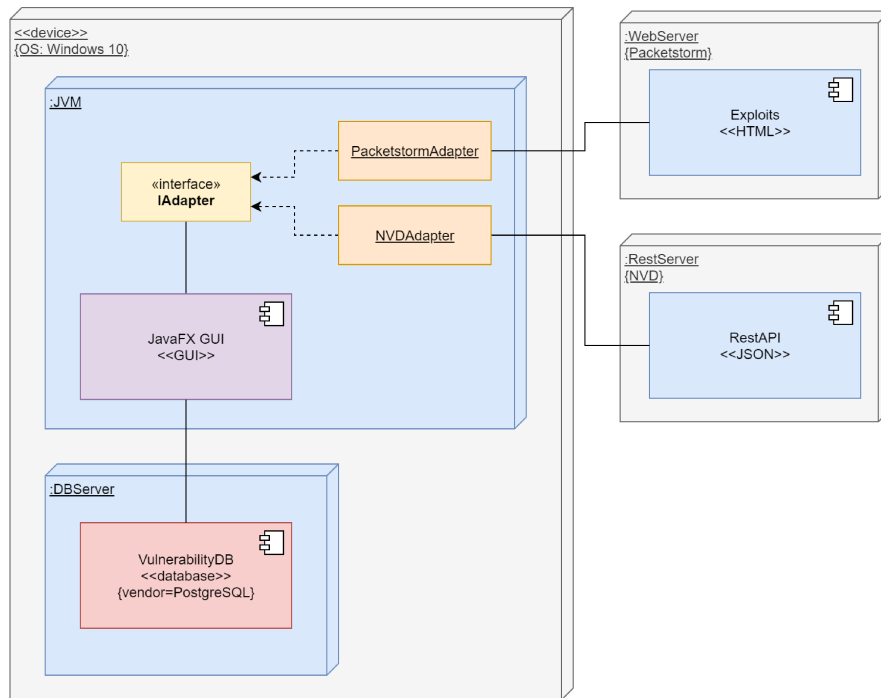 <<device>>
{OS: Windows 10}
:JVM
«interface»
IAdapter
PacketstormAdapter
NVDAdapter
JavaFX GUI
<<GUI>>
:DBServer
VulnerabilityDB
<<database>>
{vendor=PostgreSQL}
:WebServer
{Packetstorm}
Exploits
<<HTML>>
:RestServer
{NVD}
RestAPI
<<JSON>>